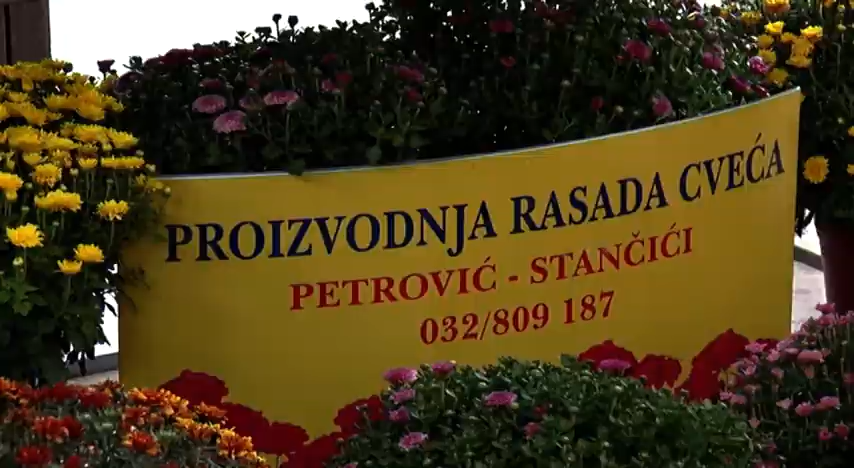 PROIZVODNJA RASADA CVEĆA
PETROVIĆ - STANČIĆI
032/809 187